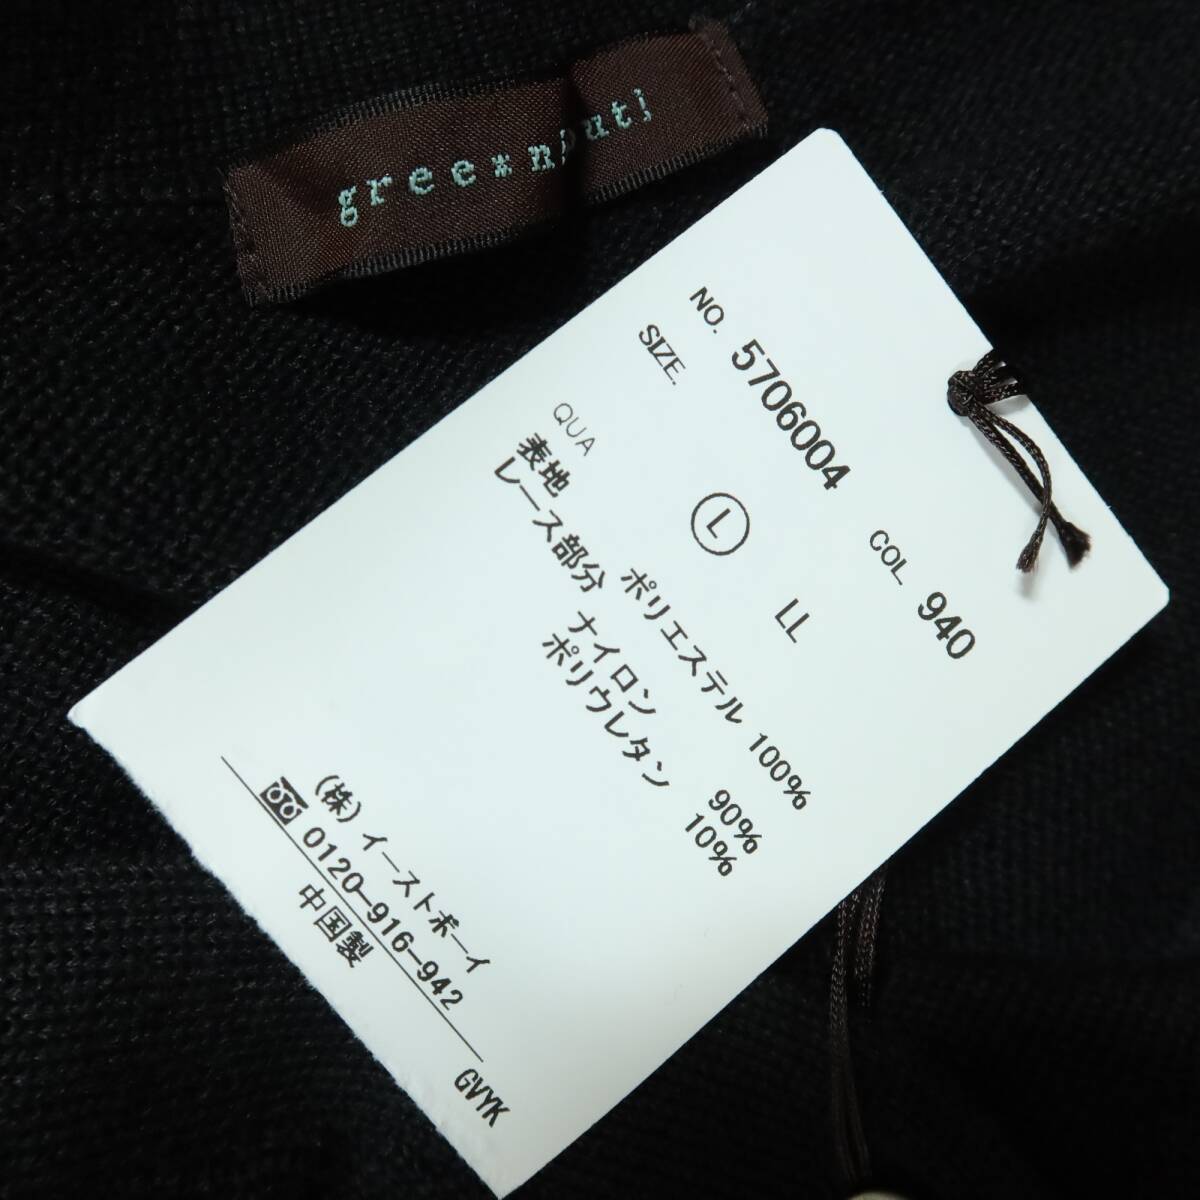 gree*n
NO. 5706004 COL. 940
SIZE. L LL
QUA
表地 ポリエステル 100%
レース部分 ナイロン 90%
ポリウレタン 10%
(株)イーストボーイ
0120-916-942
中国製
GVYK